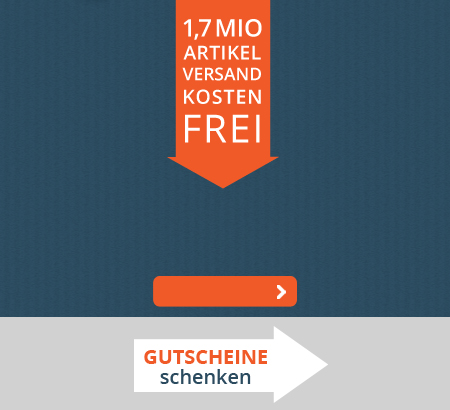 1,7 MIO
ARTIKEL
VERSAND
KOSTEN
FREI
GUTSCHEINE
schenken